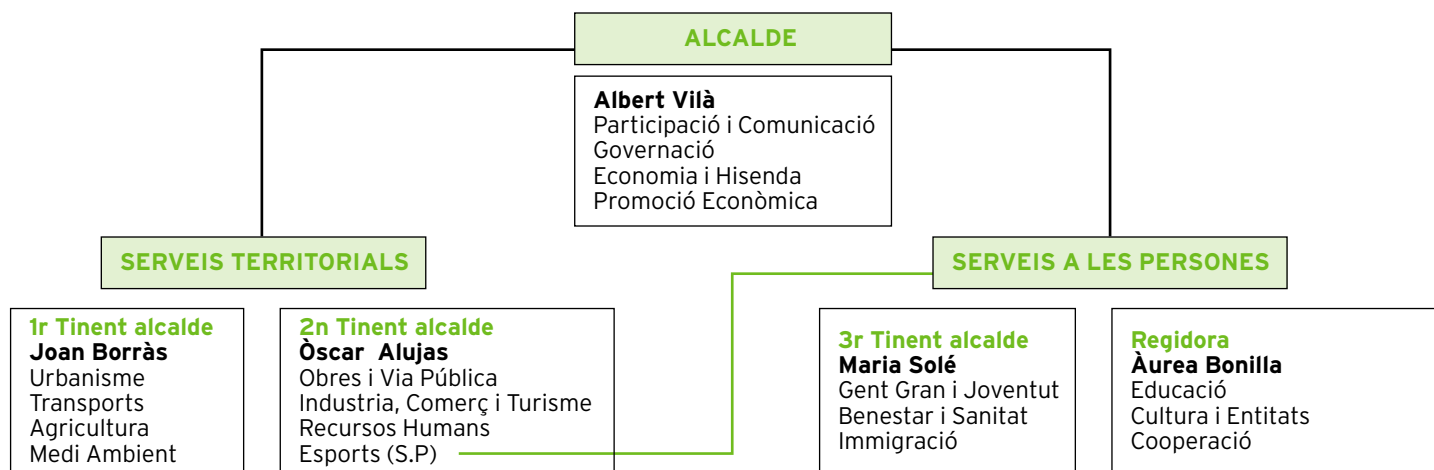 ALCALDE
Albert Vilà
Participació i Comunicació
Governació
Economia i Hisenda
Promoció Econòmica
SERVEIS TERRITORIALS
SERVEIS A LES PERSONES
1r Tinent alcalde
Joan Borràs
Urbanisme
Transports
Agricultura
Medi Ambient
2n Tinent alcalde
Òscar Alujas
Obres i Via Pública
Industria, Comerç i Turisme
Recursos Humans
Esports (S.P)
3r Tinent alcalde
Maria Solé
Gent Gran i Joventut
Benestar i Sanitat
Immigració
Regidora
Àurea Bonilla
Educació
Cultura i Entitats
Cooperació